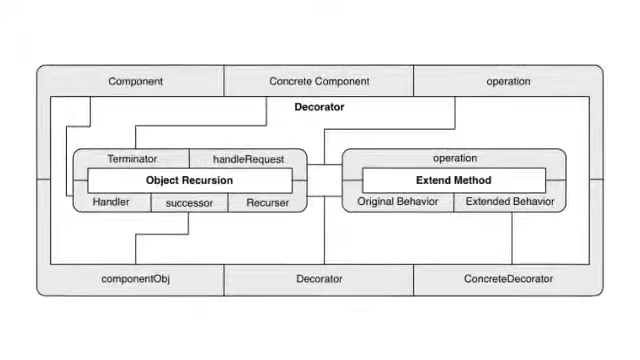 Component Concrete Component operation
Decorator
Terminator handleRequest operation
Object Recursion Extend Method
Handler successor Recurser Original Behavior Extended Behavior
componentObj Decorator ConcreteDecorator